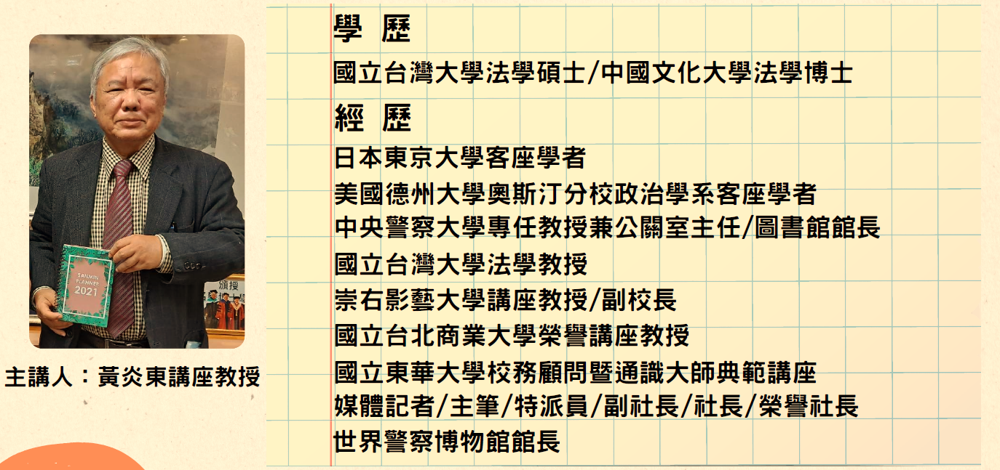 學 歷
國立台灣大學法學碩士/中國文化大學法學博士
經 歷
日本東京大學客座學者
美國德州大學奧斯汀分校政治學系客座學者
中央警察大學專任教授兼公關室主任/圖書館館長
國立台灣大學法學教授
崇右影藝大學講座教授/副校長
國立台北商業大學榮譽講座教授
國立東華大學校務顧問暨通識大師典範講座
媒體記者/主筆/特派員/副社長/社長/榮譽社長
世界警察博物館館長
SANMIN
PLANNER
2021
頒授
主講人：黃炎東講座教授